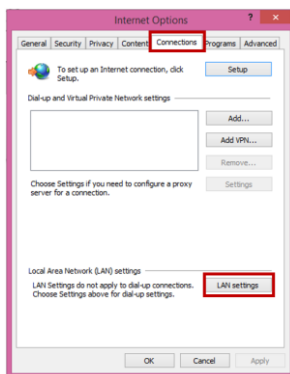 Internet Options
?
×
General Security Privacy Content Connections Programs Advanced
To set up an Internet connection, click
Setup.
Setup
Dial-up and Virtual Private Network settings
Add...
Add VPN...
Remove...
Choose Settings if you need to configure a proxy
server for a connection.
Settings
Local Area Network (LAN) settings
LAN Settings do not apply to dial-up connections.
Choose Settings above for dial-up settings.
LAN settings
OK Cancel Apply